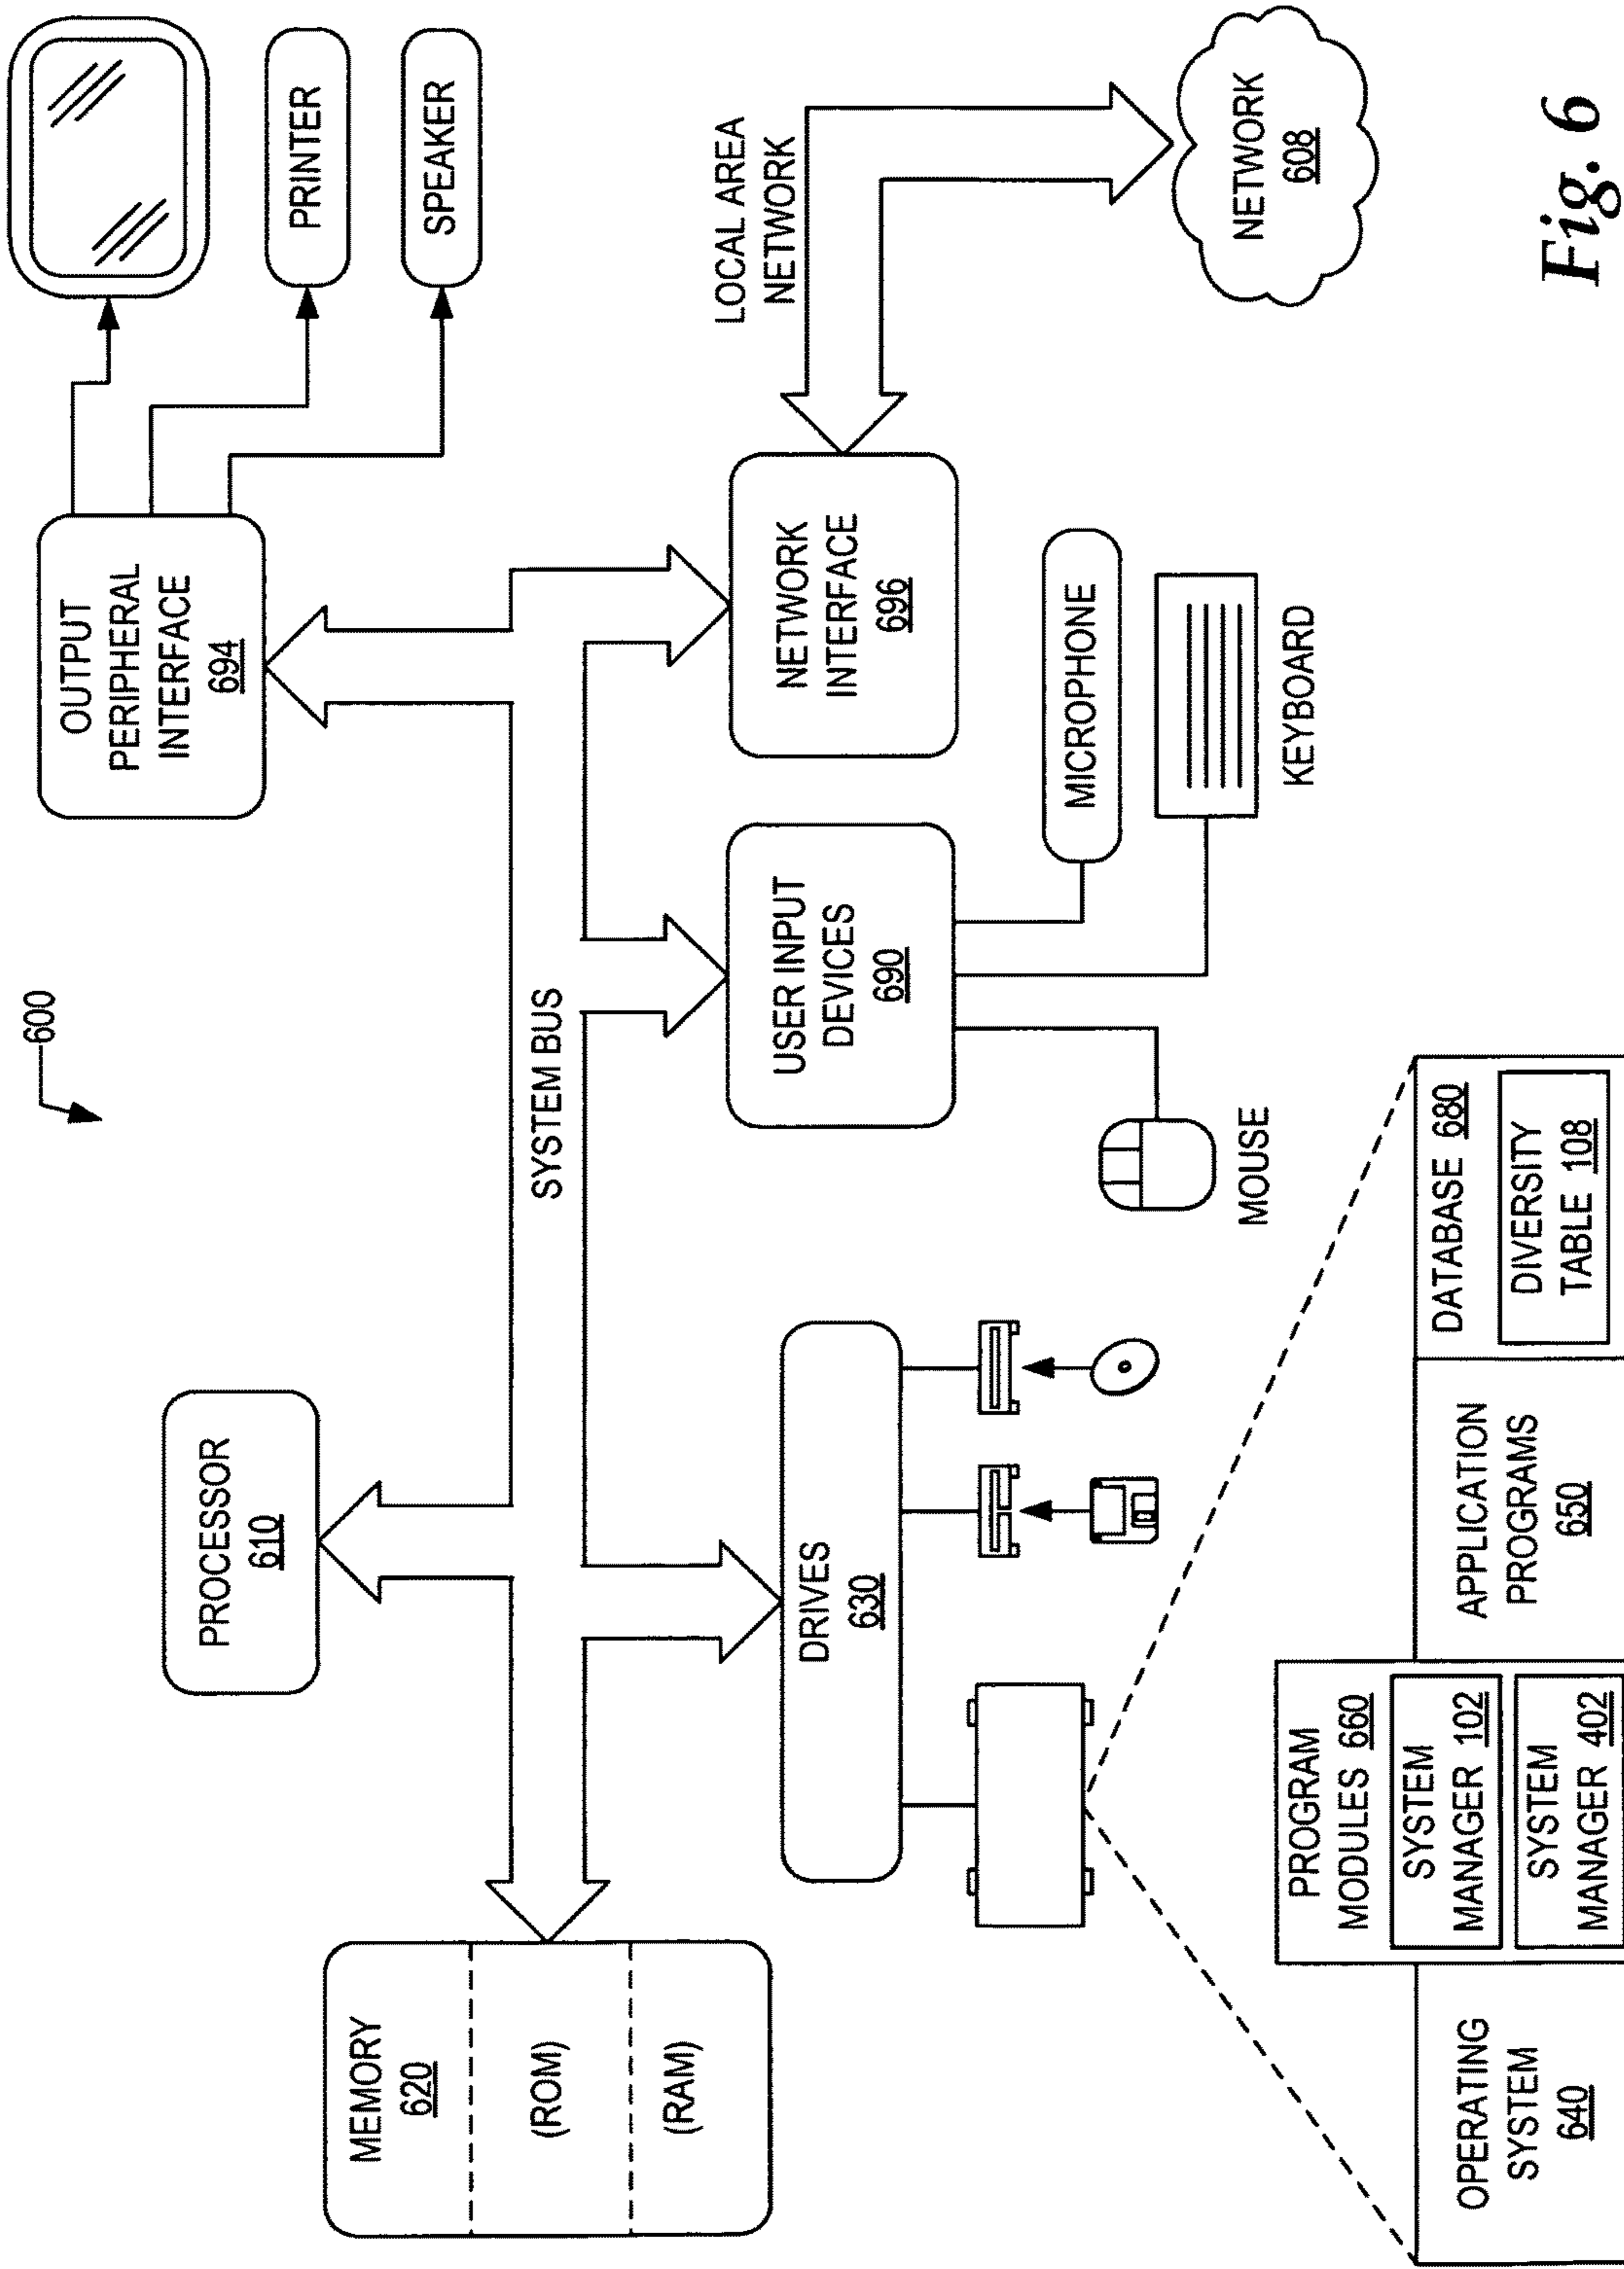 600
PROCESSOR
610
OUTPUT
PERIPHERAL
INTERFACE
694
PRINTER
SPEAKER
MEMORY
620
(ROM)
(RAM)
SYSTEM BUS
LOCAL AREA
NETWORK
DRIVES
630
USER INPUT
DEVICES
690
NETWORK
INTERFACE
696
MICROPHONE
KEYBOARD
MOUSE
NETWORK
608
OPERATING
SYSTEM
640
PROGRAM
MODULES 660
SYSTEM
MANAGER 102
SYSTEM
MANAGER 402
APPLICATION
PROGRAMS
650
DATABASE 680
DIVERSITY
TABLE 108
Fig. 6